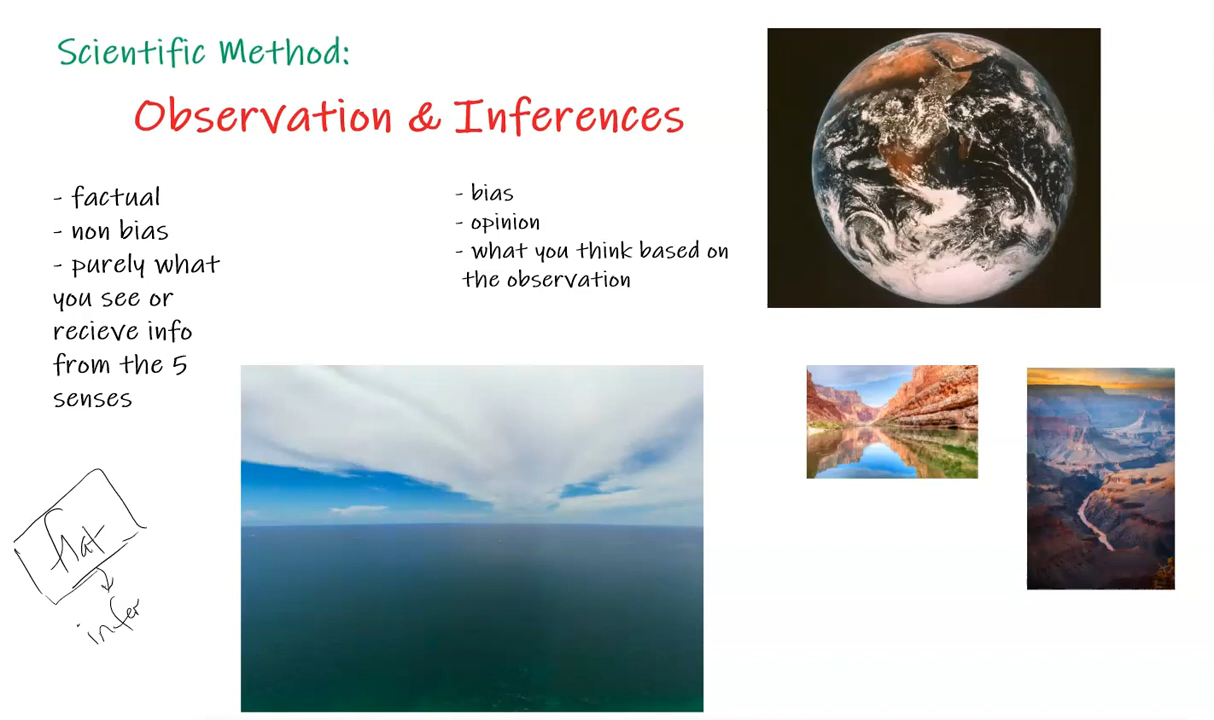 Scientific Method:
Observation & Inferences
- factual
- non bias
- purely what
you see or
recieve info
from the 5
senses
- bias
- opinion
- what you think based on
the observation
flat
infer